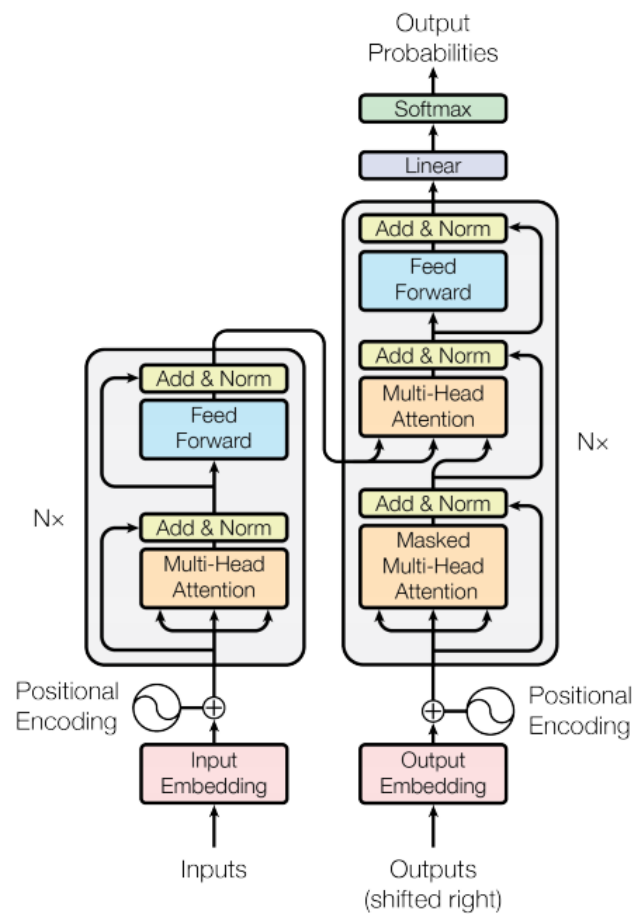 Output
Probabilities
Softmax
Linear
Add & Norm
Feed
Forward
Add & Norm
Multi-Head
Attention
N×
Add & Norm
Masked
Multi-Head
Attention
Add & Norm
Feed
Forward
N×
Add & Norm
Multi-Head
Attention
Positional
Encoding
Positional
Encoding
Input
Embedding
Output
Embedding
Inputs
Outputs
(shifted right)